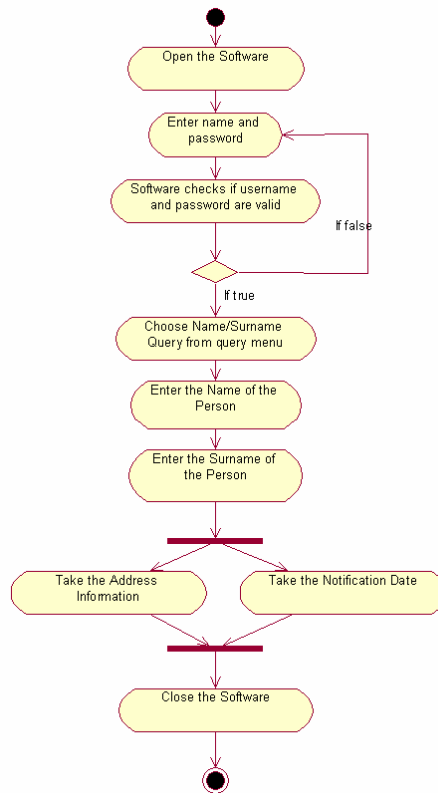 Open the Software
Enter name and
password
Software checks if username
and password are valid
If false
If true
Choose Name/Surname
Query from query menu
Enter the Name of the
Person
Enter the Surname of
the Person
Take the Address
Information
Take the Notification Date
Close the Software